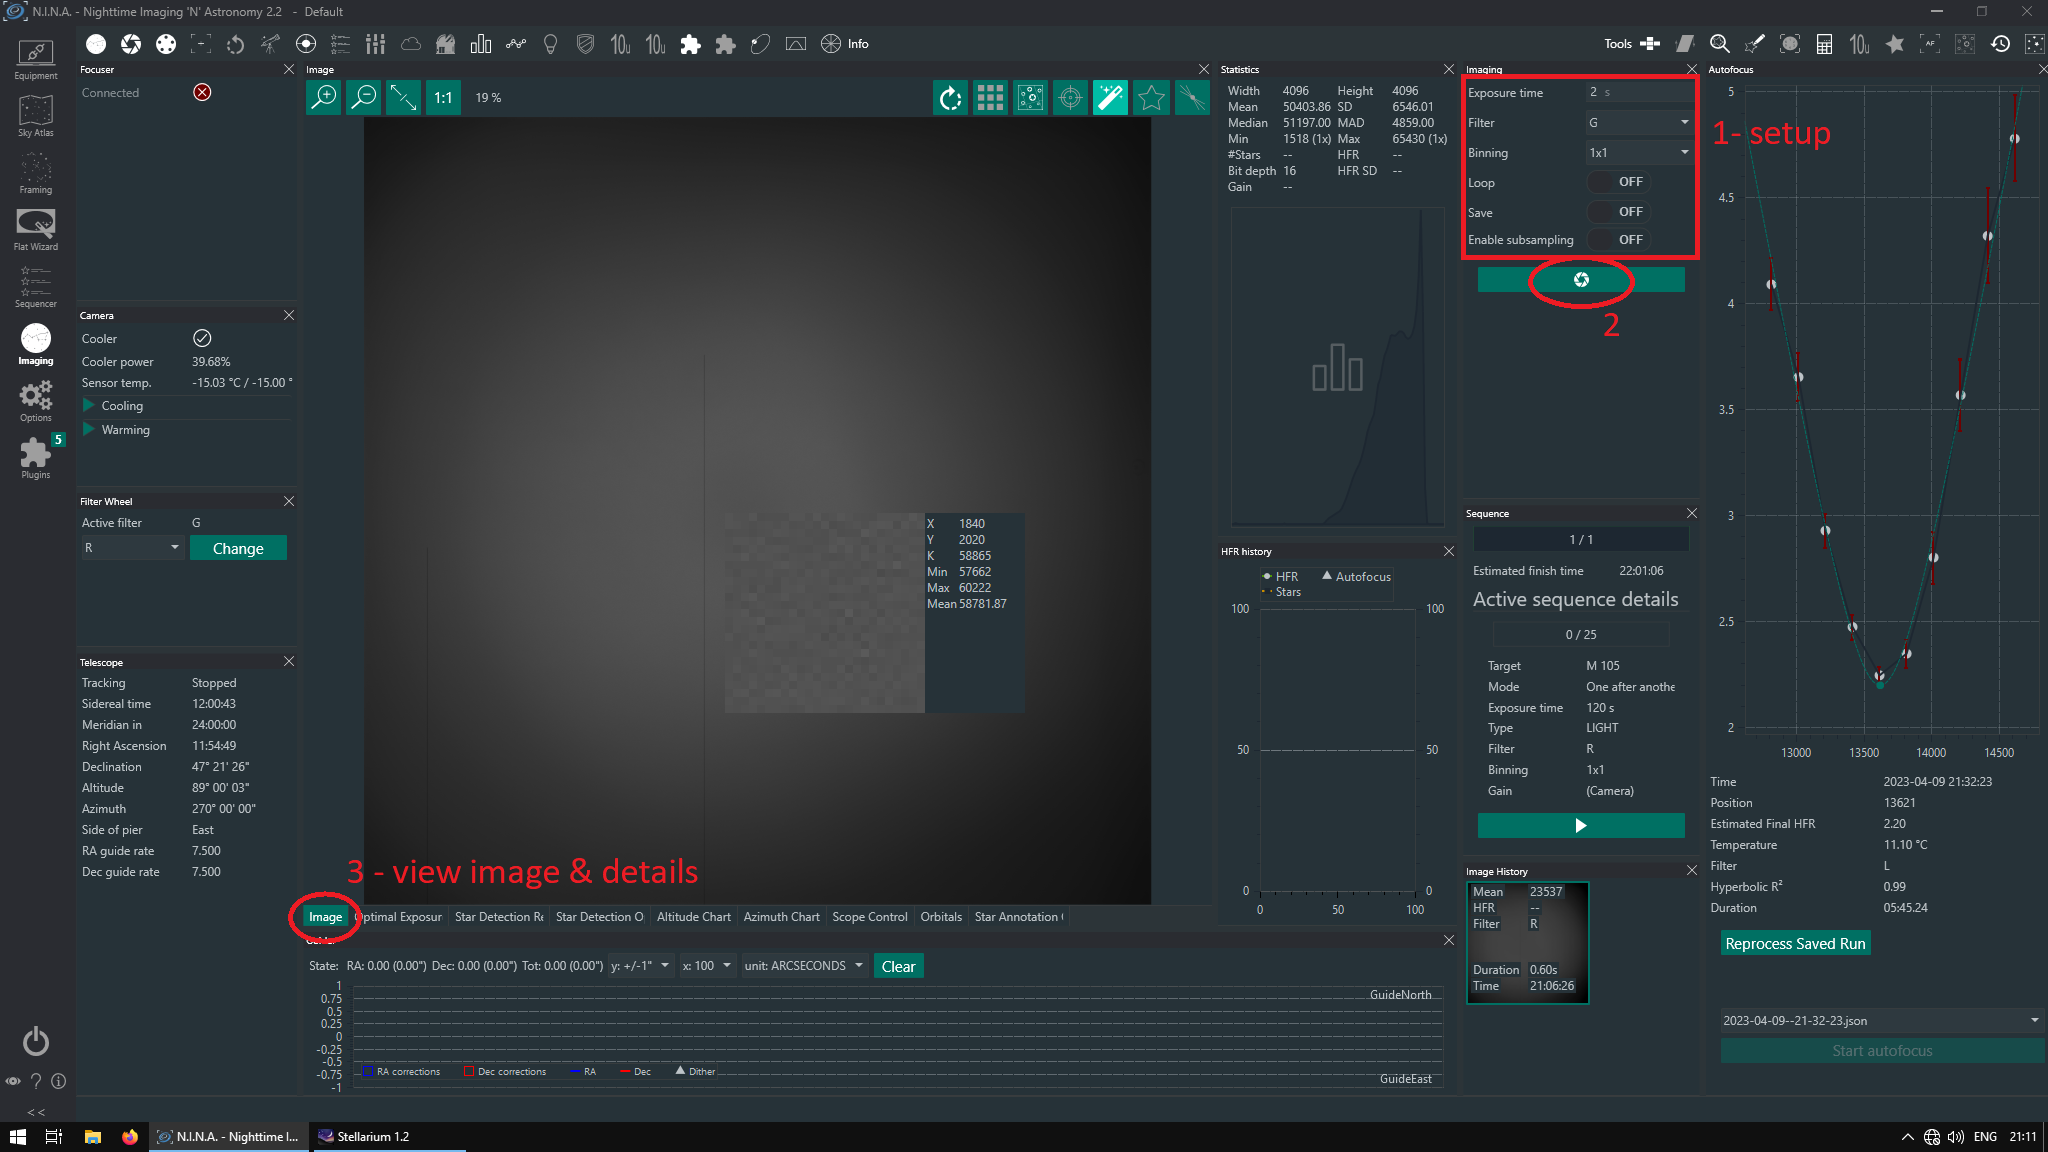 N.I.N.A. - Nighttime Imaging 'N' Astronomy 2.2 - Default
Equipment
Sky Atlas
Framing
Flat Wizard
Sequencer
Imaging
Options
5
Plugins
Info
Tools
Focuser
Connected
Camera
Cooler
Cooler power 39.68%
Sensor temp. -15.03 °C / -15.00 °
Cooling
Warming
Filter Wheel
Active filter G
R
Change
Telescope
Tracking Stopped
Sidereal time 12:00:43
Meridian in 24:00:00
Right Ascension 11:54:49
Declination 47° 21' 26"
Altitude 89° 00' 03"
Azimuth 270° 00' 00"
Side of pier East
RA guide rate 7.500
Dec guide rate 7.500
Image
1:1
19 %
X 1840
Y 2020
K 58865
Min 57662
Max 60222
Mean 58781.87
3 - view image & details
Image
Optimal Exposur
Star Detection Re
Star Detection O
Altitude Chart
Azimuth Chart
Scope Control
Orbitals
Star Annotation
State: RA: 0.00 (0.00") Dec: 0.00 (0.00") Tot: 0.00 (0.00") y: +/-1" x: 100 unit: ARCSECONDS Clear
1
0.75
0.5
0.25
0
-0.25
-0.5
-0.75
-1
GuideNorth
GuideEast
RA corrections
Dec corrections
RA
Dec
Dither
Statistics
Width 4096 Height 4096
Mean 50403.86 SD 6546.01
Median 51197.00 MAD 4859.00
Min 1518 (1x) Max 65430 (1x)
#Stars -- HFR --
Bit depth 16 HFR SD --
Gain --
HFR history
HFR
Autofocus
Stars
100 100
50 50
0 0
0 50 100
Imaging
Exposure time 2 s
Filter G
Binning 1x1
Loop OFF
Save OFF
Enable subsampling OFF
1- setup
2
Sequence
1 / 1
Estimated finish time 22:01:06
Active sequence details
0 / 25
Target M 105
Mode One after anothe
Exposure time 120 s
Type LIGHT
Filter R
Binning 1x1
Gain (Camera)
Image History
Mean 23537
HFR --
Filter R
Duration 0.60s
Time 21:06:26
Autofocus
5
4.5
4
3.5
3
2.5
2
13000 13500 14000 14500
Time 2023-04-09 21:32:23
Position 13621
Estimated Final HFR 2.20
Temperature 11.10 °C
Filter L
Hyperbolic R² 0.99
Duration 05:45.24
Reprocess Saved Run
2023-04-09--21-32-23.json
Start autofocus
<<
N.I.N.A. - Nighttime I...
Stellarium 1.2
ENG
21:11